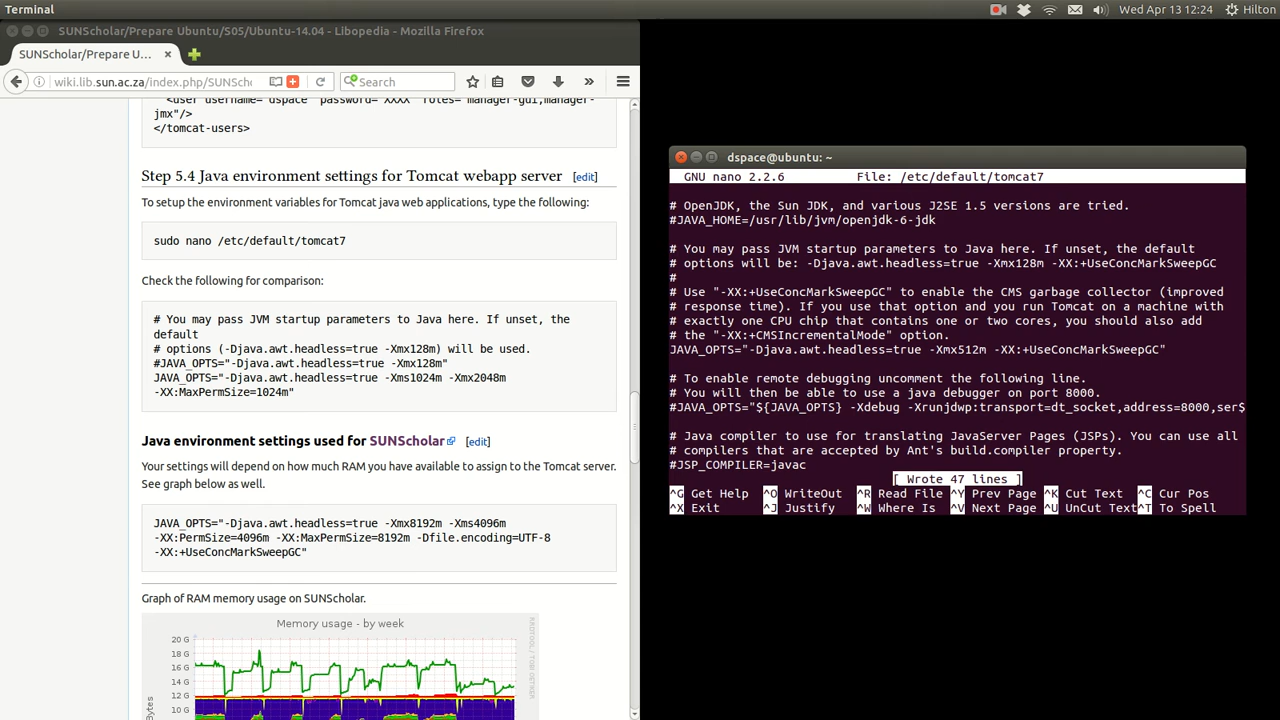 Terminal
Wed Apr 13 12:24 Hilton
SUNScholar/Prepare Ubuntu/S05/Ubuntu-14.04 - Libopedia - Mozilla Firefox
SUNScholar/Prepare U... ×
wiki.lib.sun.ac.za/index.php/SUNScho
Search
<user username="dspace" password="XXXX" roles="manager-gui,manager-
jmx"/>
</tomcat-users>
Step 5.4 Java environment settings for Tomcat webapp server [edit]
To setup the environment variables for Tomcat java web applications, type the following:
sudo nano /etc/default/tomcat7
Check the following for comparison:
# You may pass JVM startup parameters to Java here. If unset, the
default
# options (-Djava.awt.headless=true -Xmx128m) will be used.
#JAVA_OPTS="-Djava.awt.headless=true -Xmx128m"
JAVA_OPTS="-Djava.awt.headless=true -Xms1024m -Xmx2048m
-XX:MaxPermSize=1024m"
Java environment settings used for SUNScholar [edit]
Your settings will depend on how much RAM you have available to assign to the Tomcat server.
See graph below as well.
JAVA_OPTS="-Djava.awt.headless=true -Xmx8192m -Xms4096m
-XX:PermSize=4096m -XX:MaxPermSize=8192m -Dfile.encoding=UTF-8
-XX:+UseConcMarkSweepGC"
Graph of RAM memory usage on SUNScholar.
Memory usage - by week
20 G
18 G
16 G
14 G
12 G
10 G
Bytes
RRDTOOL / TOBI OETIKER
dspace@ubuntu: ~
GNU nano 2.2.6 File: /etc/default/tomcat7
# OpenJDK, the Sun JDK, and various J2SE 1.5 versions are tried.
#JAVA_HOME=/usr/lib/jvm/openjdk-6-jdk
# You may pass JVM startup parameters to Java here. If unset, the default
# options will be: -Djava.awt.headless=true -Xmx128m -XX:+UseConcMarkSweepGC
#
# Use "-XX:+UseConcMarkSweepGC" to enable the CMS garbage collector (improved
# response time). If you use that option and you run Tomcat on a machine with
# exactly one CPU chip that contains one or two cores, you should also add
# the "-XX:+CMSIncrementalMode" option.
JAVA_OPTS="-Djava.awt.headless=true -Xmx512m -XX:+UseConcMarkSweepGC"
# To enable remote debugging uncomment the following line.
# You will then be able to use a java debugger on port 8000.
#JAVA_OPTS="${JAVA_OPTS} -Xdebug -Xrunjdwp:transport=dt_socket,address=8000,ser$
# Java compiler to use for translating JavaServer Pages (JSPs). You can use all
# compilers that are accepted by Ant's build.compiler property.
#JSP_COMPILER=javac
[ Wrote 47 lines ]
^G Get Help ^O WriteOut ^R Read File ^Y Prev Page ^K Cut Text ^C Cur Pos
^X Exit ^J Justify ^W Where Is ^V Next Page ^U UnCut Text ^T To Spell